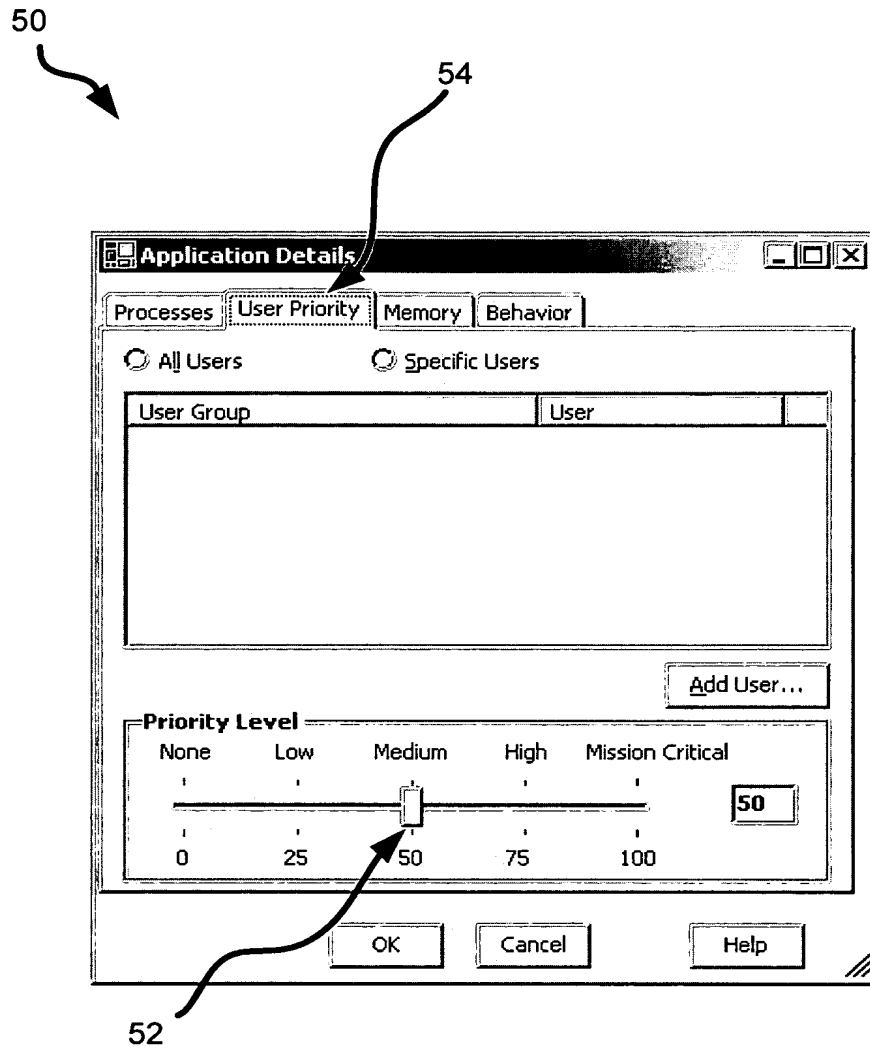 50
54
Application Details
Processes User Priority Memory Behavior
All Users Specific Users
User Group User
Add User...
Priority Level
None Low Medium High Mission Critical
50
0 25 50 75 100
OK Cancel Help
52